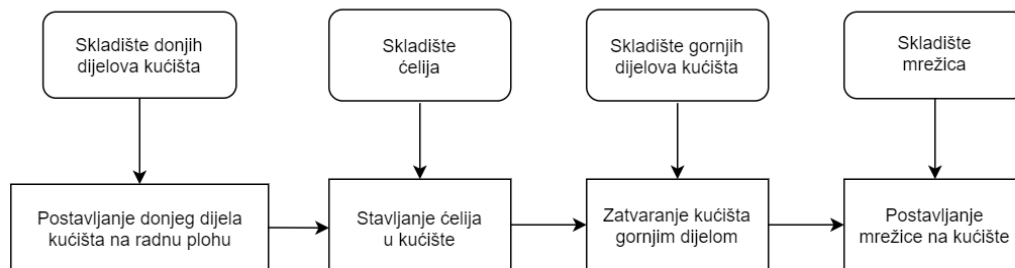 Skladište donjih
dijelova kućišta
Skladište
ćelija
Skladište gornjih
dijelova kućišta
Skladište
mrežica
Postavljanje donjeg dijela
kućišta na radnu plohu
Stavljanje ćelija
u kućište
Zatvaranje kućišta
gornjim dijelom
Postavljanje
mrežice na kućište